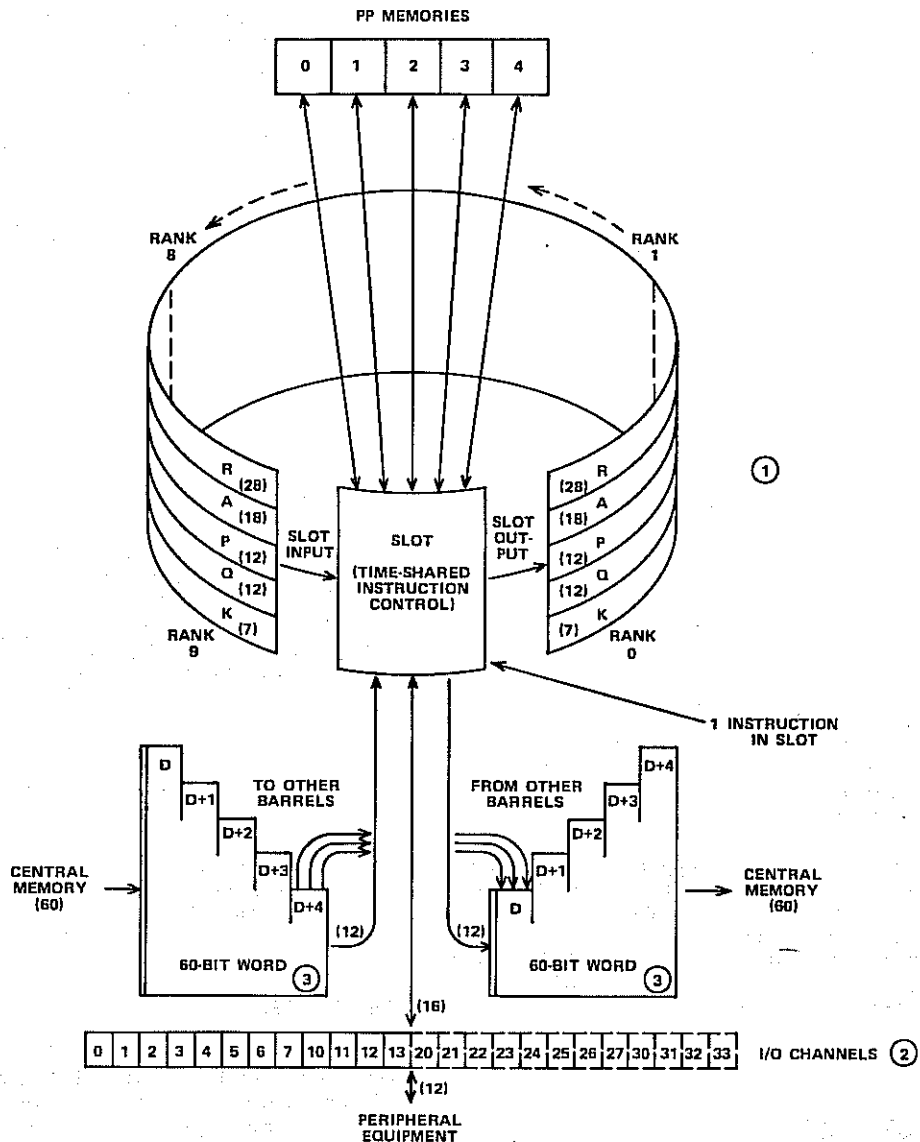 PP MEMORIES
0 1 2 3 4
RANK
8
RANK
1
R
(28)
A
(18)
P
(12)
Q
(12)
K
(7)
RANK
9
SLOT
INPUT
SLOT
(TIME-SHARED
INSTRUCTION
CONTROL)
SLOT
OUT-
PUT
R
(28)
A
(18)
P
(12)
Q
(12)
K
(7)
RANK
0
1
1 INSTRUCTION
IN SLOT
D
D+1
D+2
D+3
D+4
TO OTHER
BARRELS
CENTRAL
MEMORY
(60)
(12)
60-BIT WORD
3
FROM OTHER
BARRELS
D+4
D+3
D+2
D+1
D
(12)
CENTRAL
MEMORY
(60)
60-BIT WORD
3
(16)
0 1 2 3 4 5 6 7 10 11 12 13 20 21 22 23 24 25 26 27 30 31 32 33
I/O CHANNELS 2
(12)
PERIPHERAL
EQUIPMENT